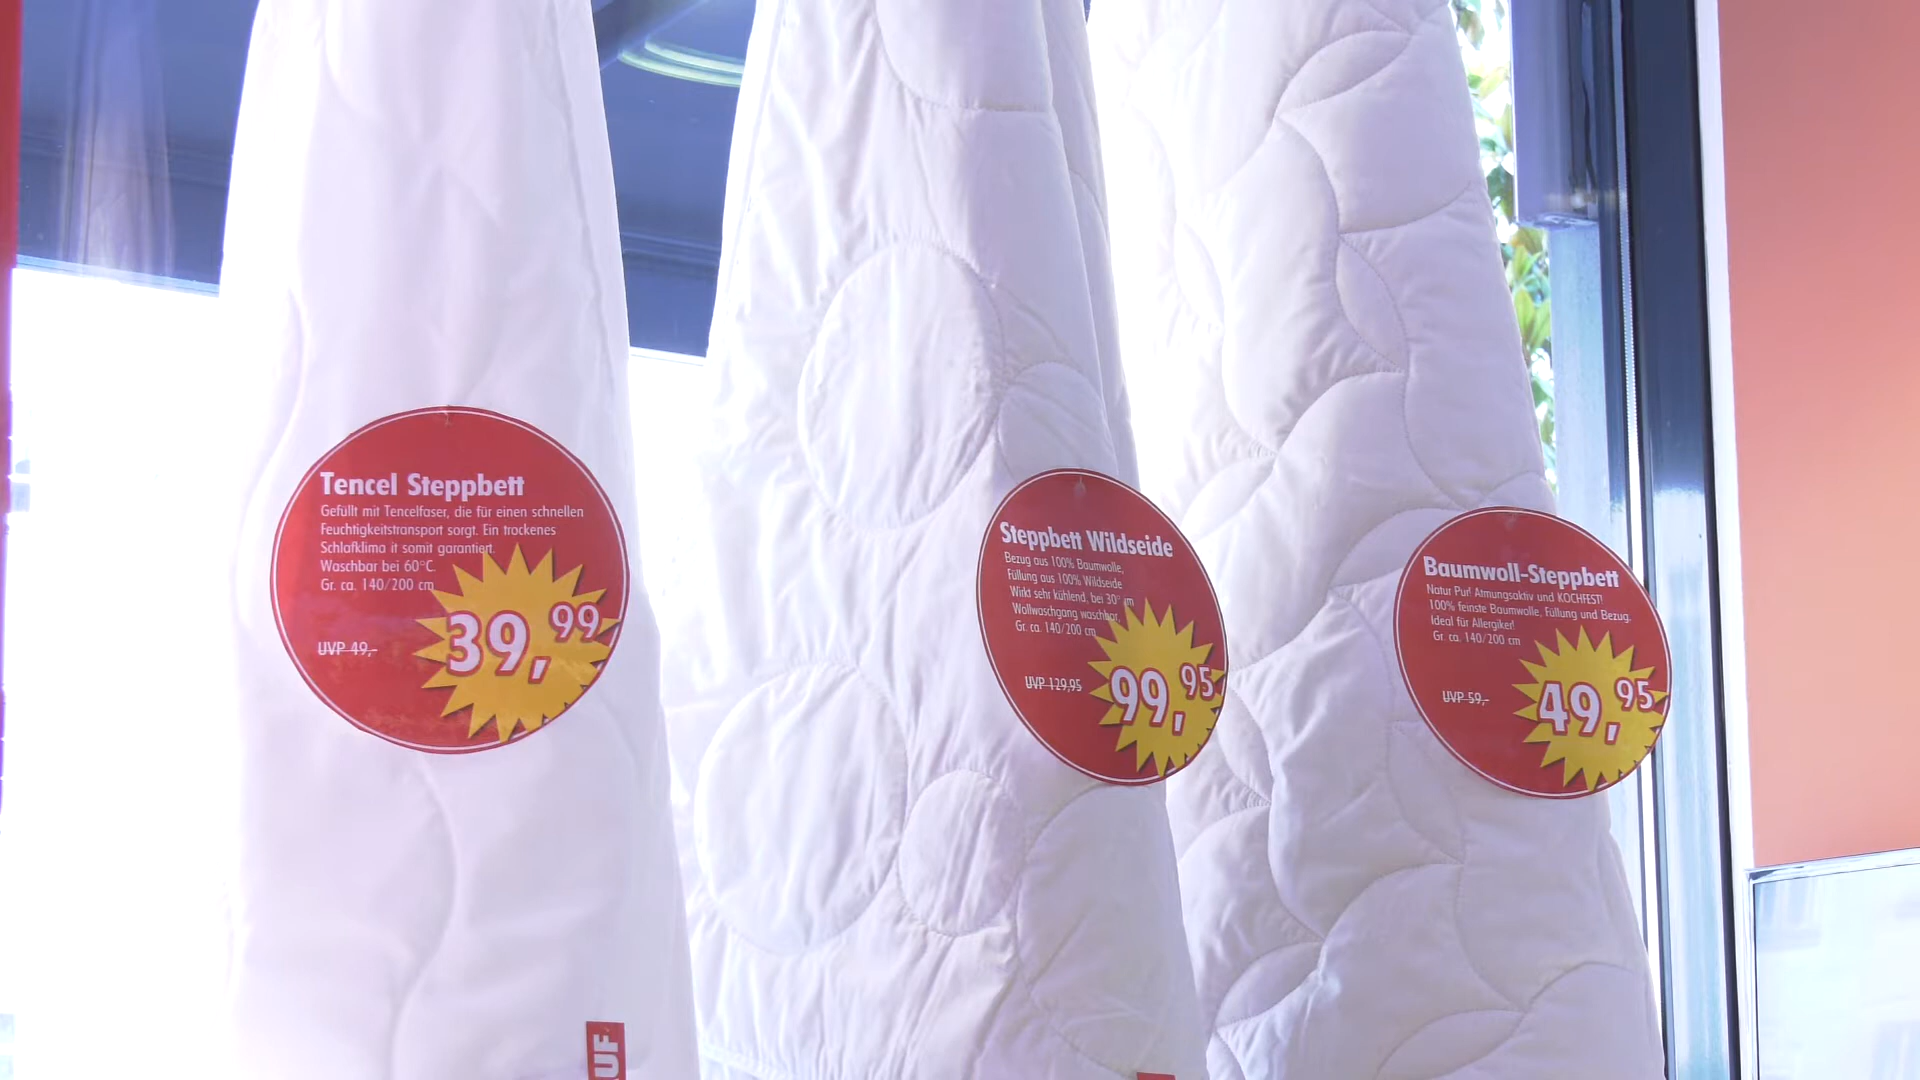 Tencel Steppbett
Gefüllt mit Tencelfaser, die für einen schnellen
Feuchtigkeitstransport sorgt. Ein trockenes
Schlafklima it somit garantiert.
Waschbar bei 60°C.
Gr. ca. 140/200 cm
UVP 49,-
39,99
Steppbett Wildseide
Bezug aus 100% Baumwolle,
Füllung aus 100% Wildseide
Wirkt sehr kühlend, bei 30° im
Wollwaschgang waschbar,
Gr. ca. 140/200 cm
UVP 129,95
99,95
Baumwoll-Steppbett
Natur Pur! Atmungsaktiv und KOCHFEST!
100% feinste Baumwolle, Füllung und Bezug.
Ideal für Allergiker!
Gr. ca. 140/200 cm
UVP 59,-
49,95
UF